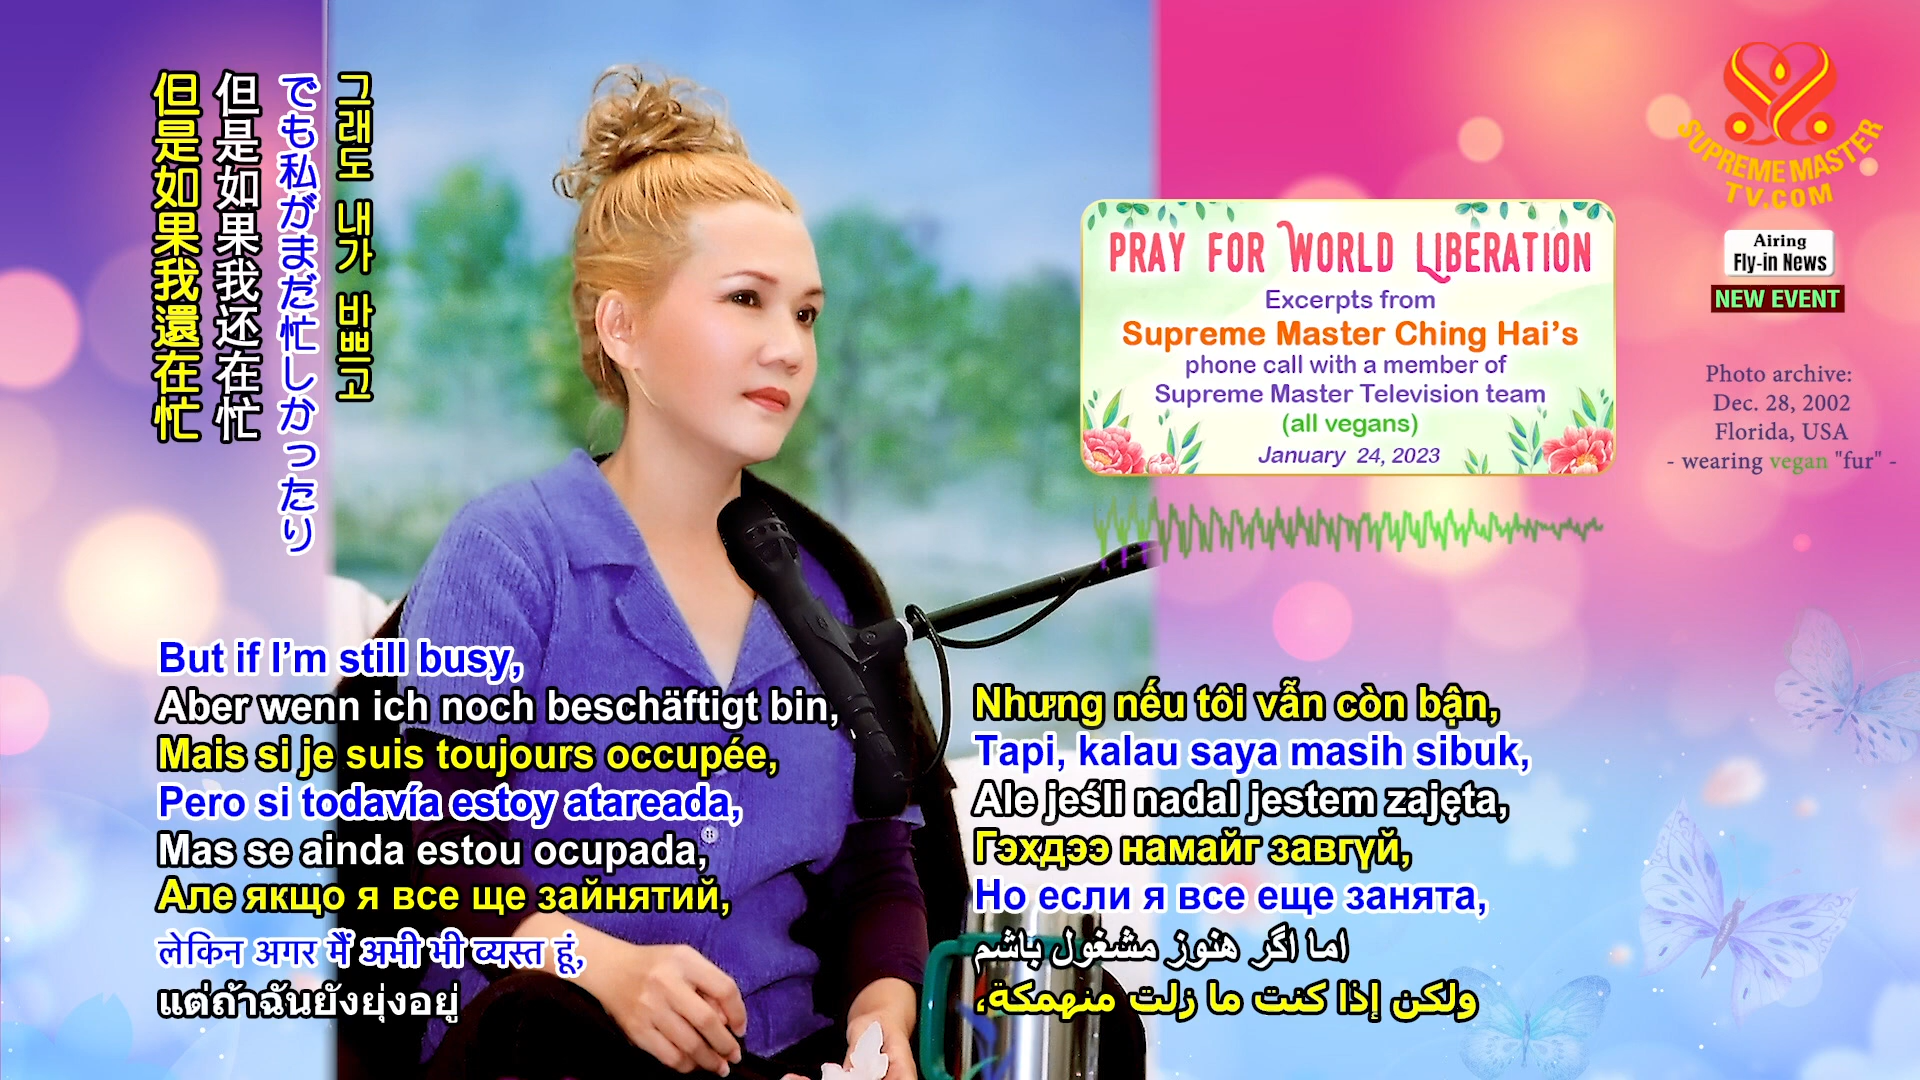 但是如果我還在忙
但是如果我还在忙
でも私がまだ忙しかったり
그래도 내가 바쁘고
SUPREME MASTER
TV.COM
Airing
Fly-in News
NEW EVENT
PRAY FOR WORLD LIBERATION
Excerpts from
Supreme Master Ching Hai’s
phone call with a member of
Supreme Master Television team
(all vegans)
January 24, 2023
Photo archive:
Dec. 28, 2002
Florida, USA
- wearing vegan "fur" -
But if I’m still busy,
Aber wenn ich noch beschäftigt bin,
Mais si je suis toujours occupée,
Pero si todavía estoy atareada,
Mas se ainda estou ocupada,
Але якщо я все ще зайнятий,
लेकिन अगर मैं अभी भी व्यस्त हूं,
แต่ถ้าฉันยังยุ่งอยู่
Nhưng nếu tôi vẫn còn bận,
Tapi, kalau saya masih sibuk,
Ale jeśli nadal jestem zajęta,
Гэхдээ намайг завгүй,
Но если я все еще занята,
اما اگر هنوز مشغول باشم
ولكن إذا كنت ما زلت منهمكة،